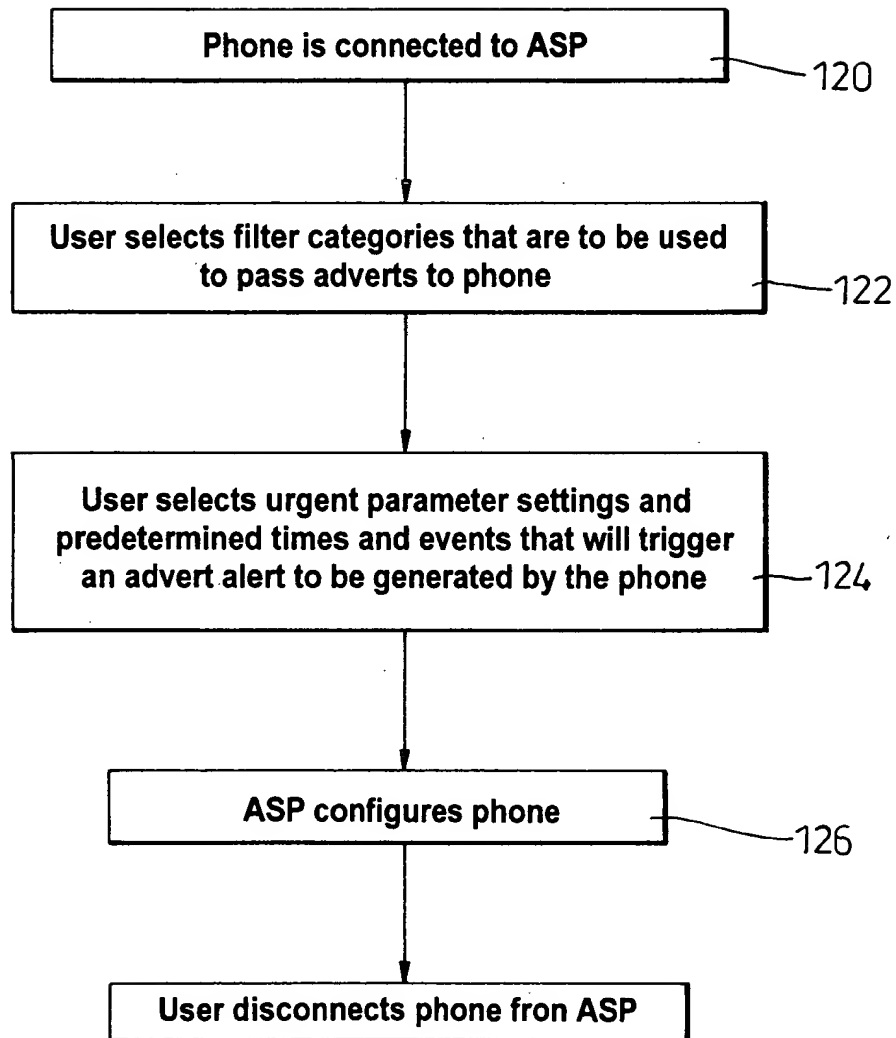 Phone is connected to ASP
120
User selects filter categories that are to be used
to pass adverts to phone
122
User selects urgent parameter settings and
predetermined times and events that will trigger
an advert alert to be generated by the phone
124
ASP configures phone
126
User disconnects phone fron ASP